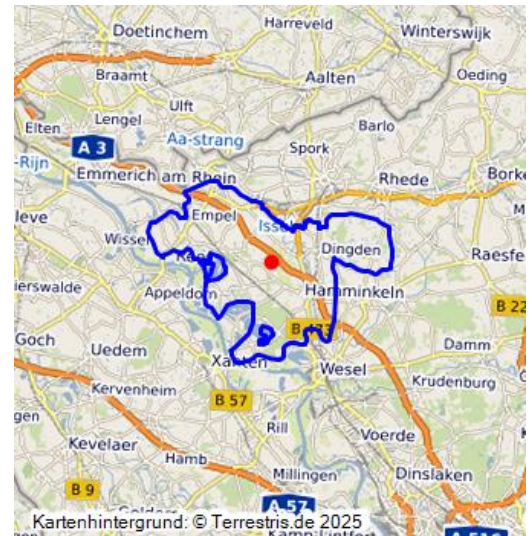 Doetinchem
Harreveld
Winterswijk
Braamt
Ulft
Aalten
Oeding
Elten
Lengel
Aa-strang
Barlo
A 3
Spork
-Rijn
Emmerich am Rhein
Rhede
Borke
leve
Empel
Issel
Wissel
Dingden
Raesfe
Appeldorn
Hamminkeln
ierswalde
B 22
B 473
Goch
Uedem
Xanten
Damm
Wesel
Krudenburg
Kervenheim
B 57
Rill
Voerde
Kevelaer
Hamb
Millingen
Dinslaken
B 9
A 57
Kartenhintergrund: © Terrestris.de 2025